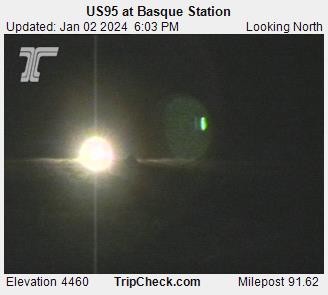 US95 at Basque Station
Updated: Jan 02 2024 6:03 PM Looking North
Elevation 4460 TripCheck.com Milepost 91.62